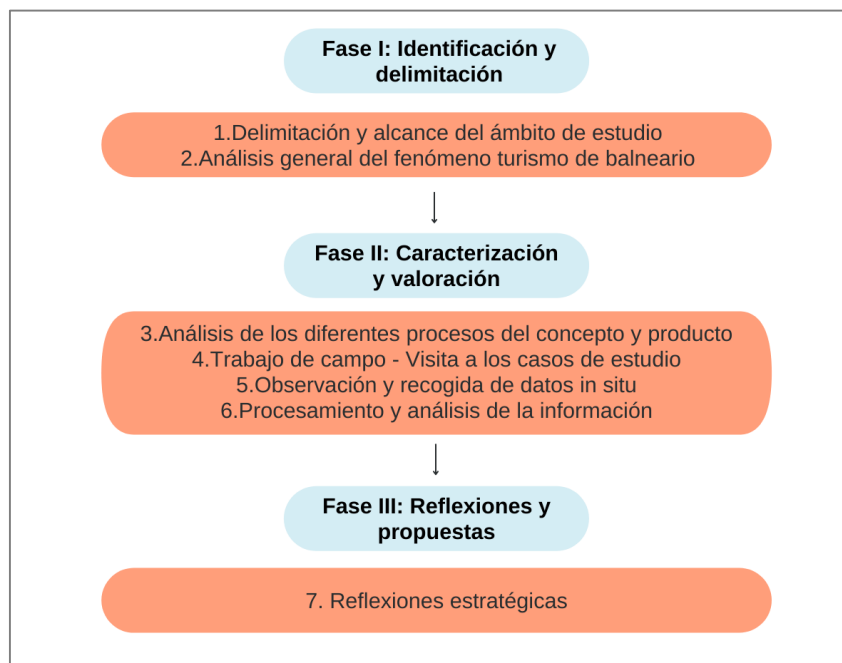 Fase I: Identificación y
delimitación
1.Delimitación y alcance del ámbito de estudio
2.Análisis general del fenómeno turismo de balneario
Fase II: Caracterización
y valoración
3.Análisis de los diferentes procesos del concepto y producto
4.Trabajo de campo - Visita a los casos de estudio
5.Observación y recogida de datos in situ
6.Procesamiento y análisis de la información
Fase III: Reflexiones y
propuestas
7. Reflexiones estratégicas